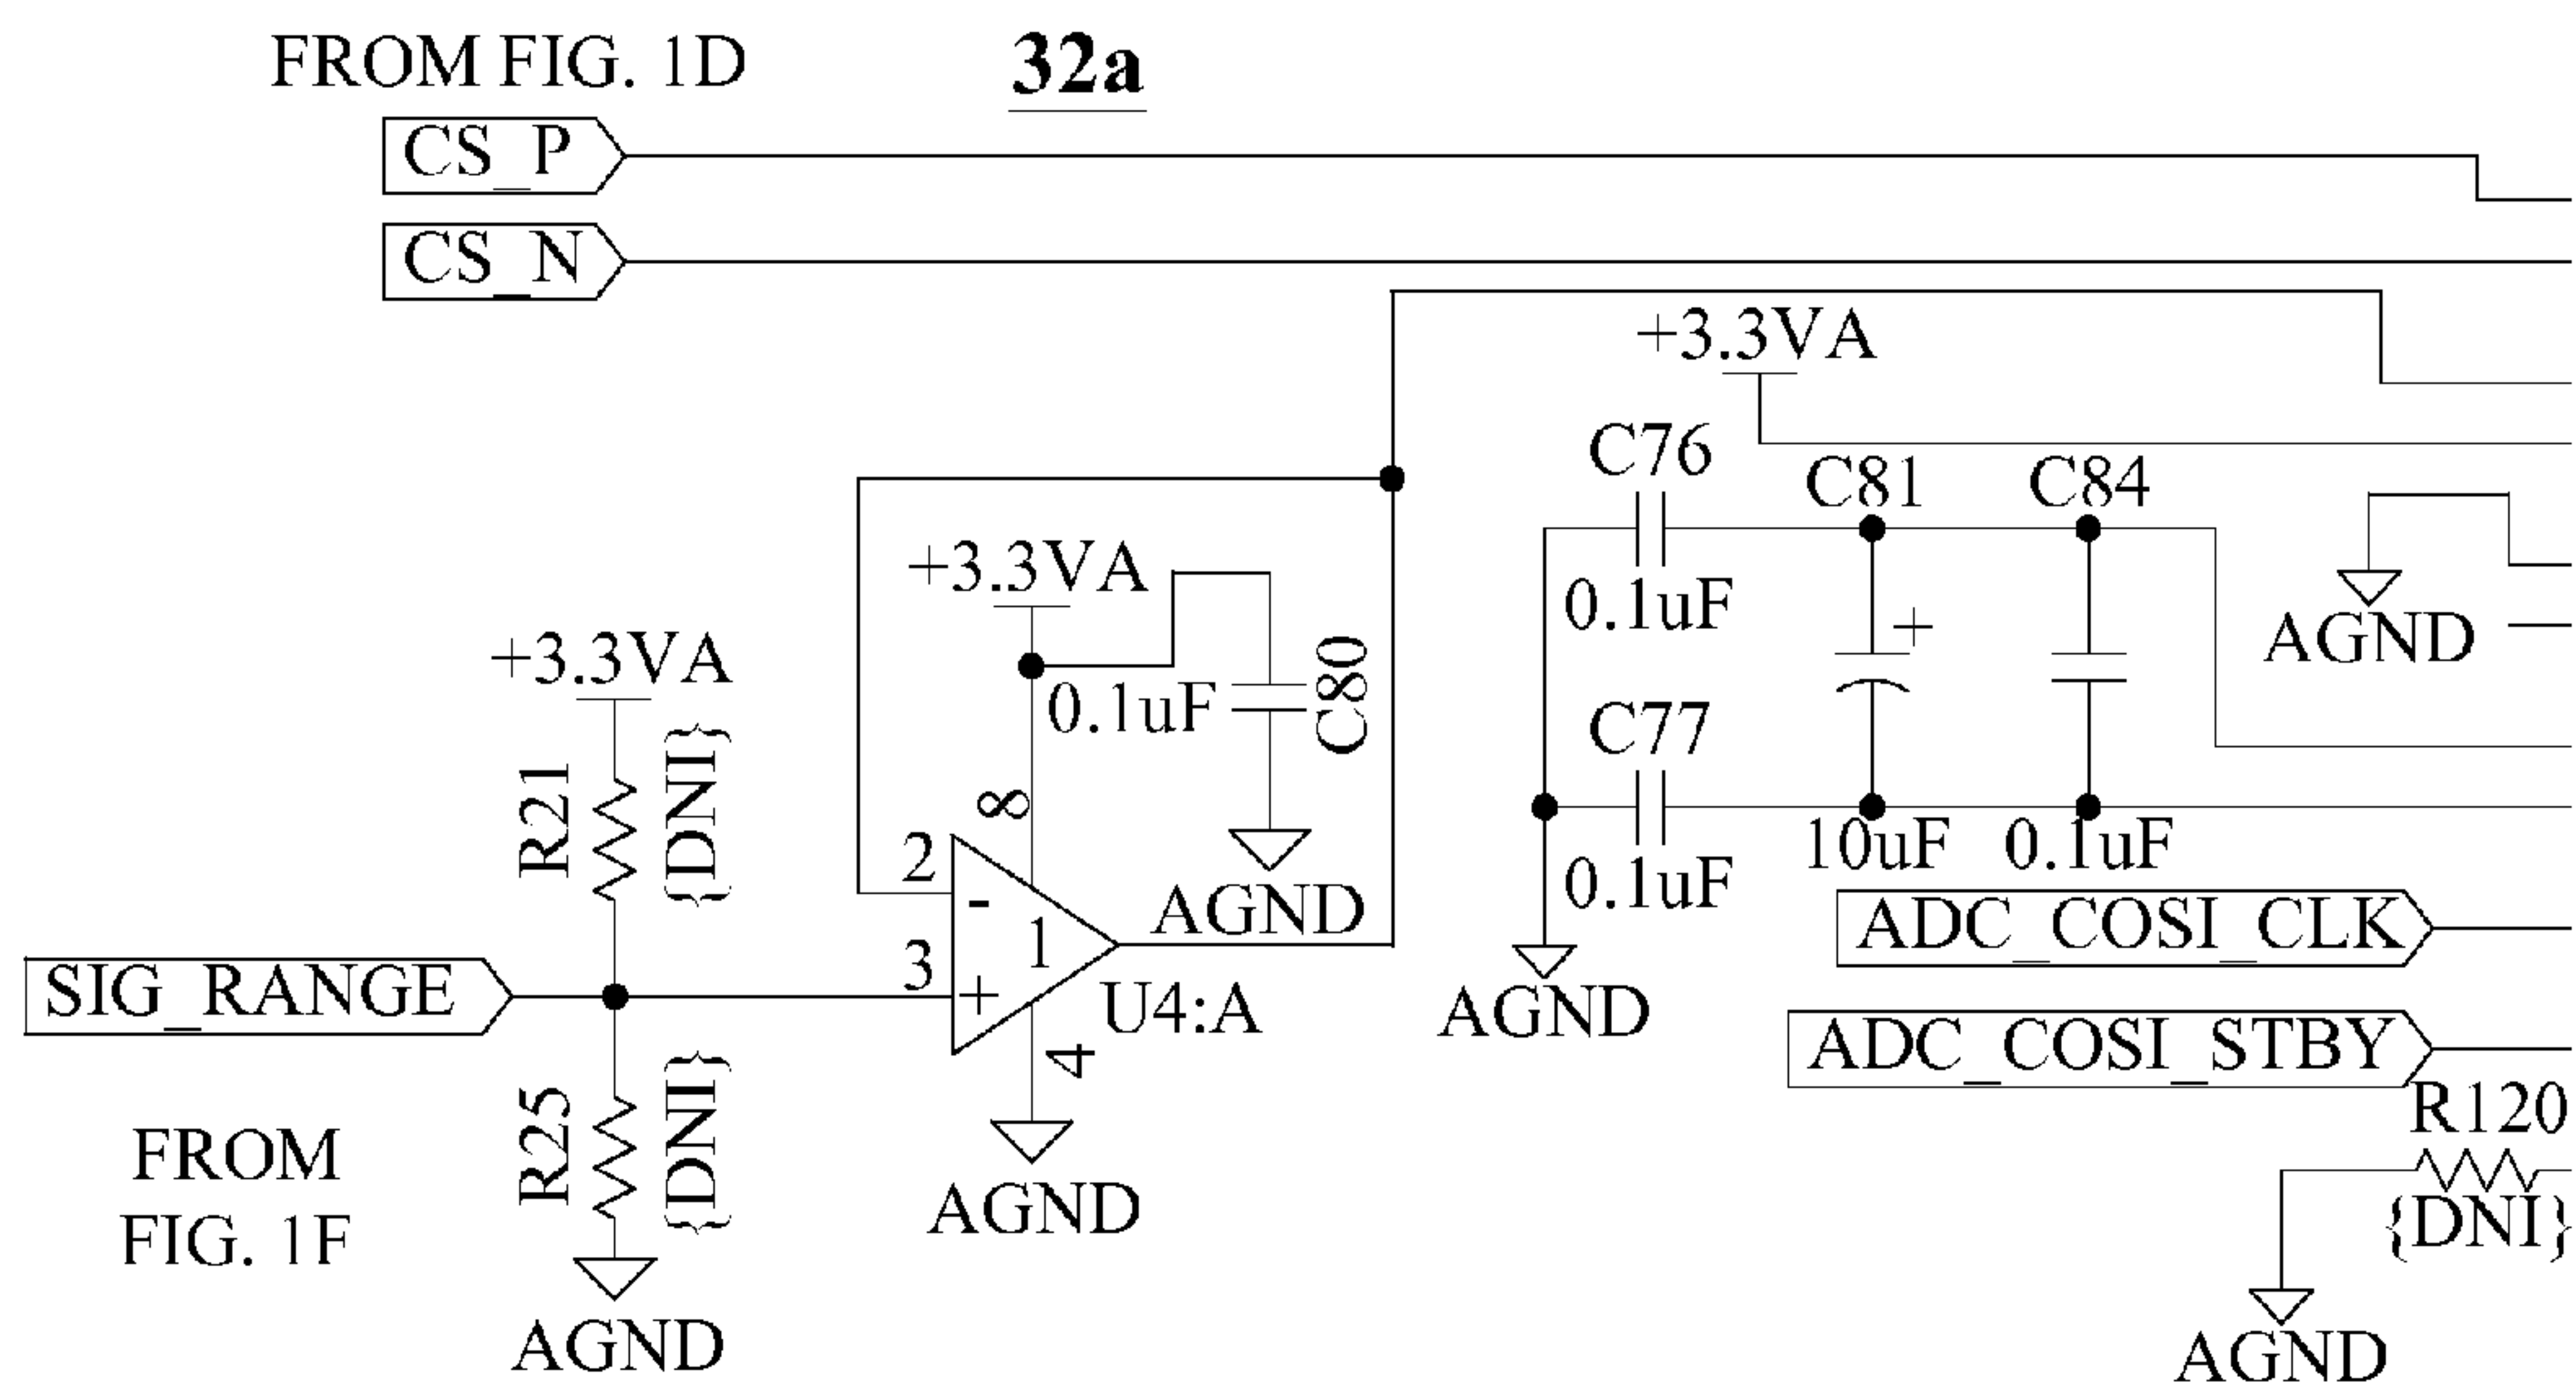 FROM FIG. 1D
32a
CS_P
CS_N
+3.3VA
C76
C81
C84
+3.3VA
0.1uF
+
AGND
+3.3VA
0.1uF
C80
C77
R21
{DNI}
8
2
-
10uF
0.1uF
0.1uF
AGND
1
ADC_COSI_CLK
3
+
SIG_RANGE
U4:A
AGND
4
ADC_COSI_STBY
R25
{DNI}
R120
FROM
FIG. 1F
AGND
{DNI}
AGND
AGND